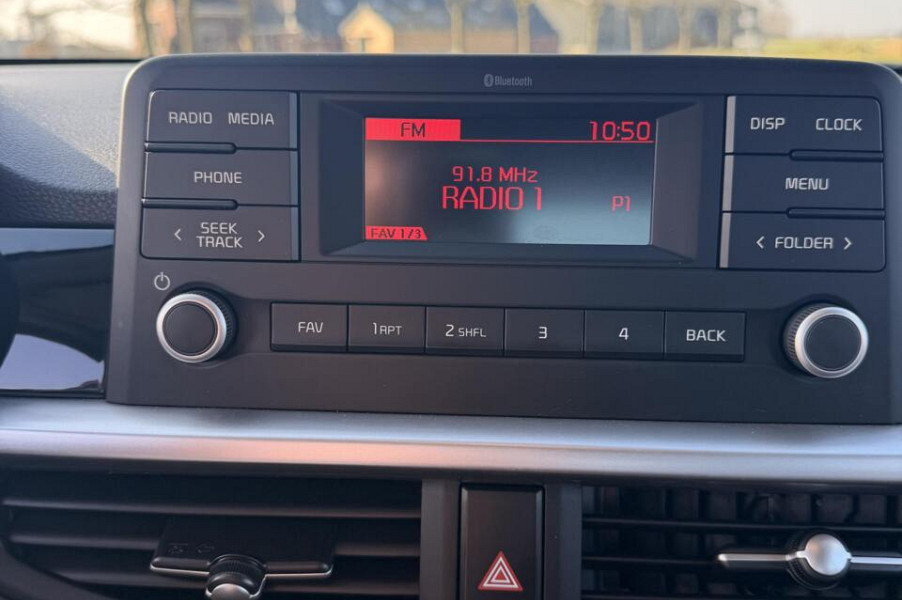 Bluetooth
RADIO MEDIA
PHONE
< SEEK TRACK >
FM 10:50
91.8 MHz
RADIO 1 P1
FAV 1/3
DISP CLOCK
MENU
< FOLDER >
FAV 1 RPT 2 SHFL 3 4 BACK